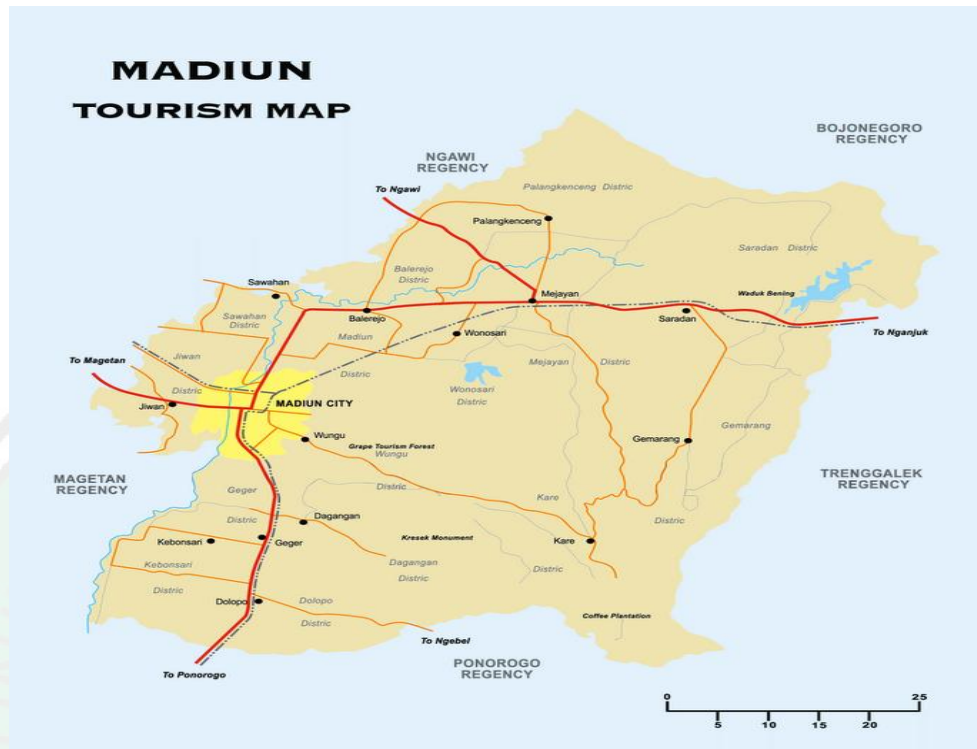 MADIUN
TOURISM MAP
BOJONEGORO
REGENCY
NGAWI
REGENCY
To Ngawi
Palangkenceng Distric
Palangkenceng
Saradan Distric
Balerejo
Distric
Sawahan
Mejayan
Waduk Bening
Sawahan
Distric
Balerejo
Saradan
To Nganjuk
Madiun
Wonosari
Jiwan
To Magetan
Distric
Mejayan
Distric
Distric
Wonosari
Distric
Jiwan
MADIUN CITY
Wungu
Grape Tourism Forest
Wungu
Gemarang
Gemarang
MAGETAN
REGENCY
TRENGGALEK
REGENCY
Geger
Distric
Kare
Distric
Dagangan
Distric
Kebonsari
Geger
Kresek Monument
Kare
Kebonsari
Distric
Dagangan
Distric
Distric
Dolopo
Dolopo
Distric
Coffee Plantation
To Ngebel
PONOROGO
REGENCY
To Ponorogo
0 25
5 10 15 20